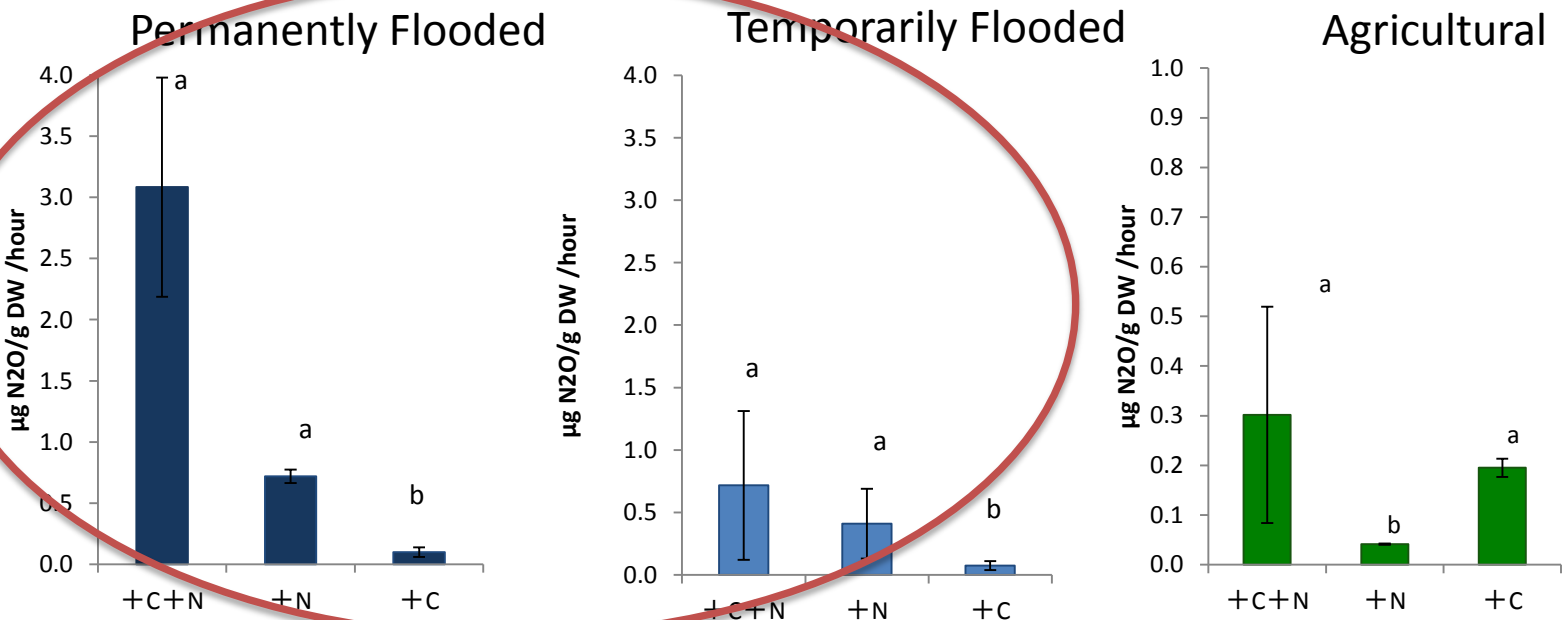 Permanently Flooded
4.0
3.5
3.0
2.5
2.0
1.5
1.0
0.5
0.0
µg N2O/g DW /hour
a
a
b
+C+N
+N
+C
Temporarily Flooded
4.0
3.5
3.0
2.5
2.0
1.5
1.0
0.5
0.0
µg N2O/g DW /hour
a
a
b
+C+N
+N
+C
Agricultural
1.0
0.9
0.8
0.7
0.6
0.5
0.4
0.3
0.2
0.1
0.0
µg N2O/g DW /hour
a
b
a
+C+N
+N
+C